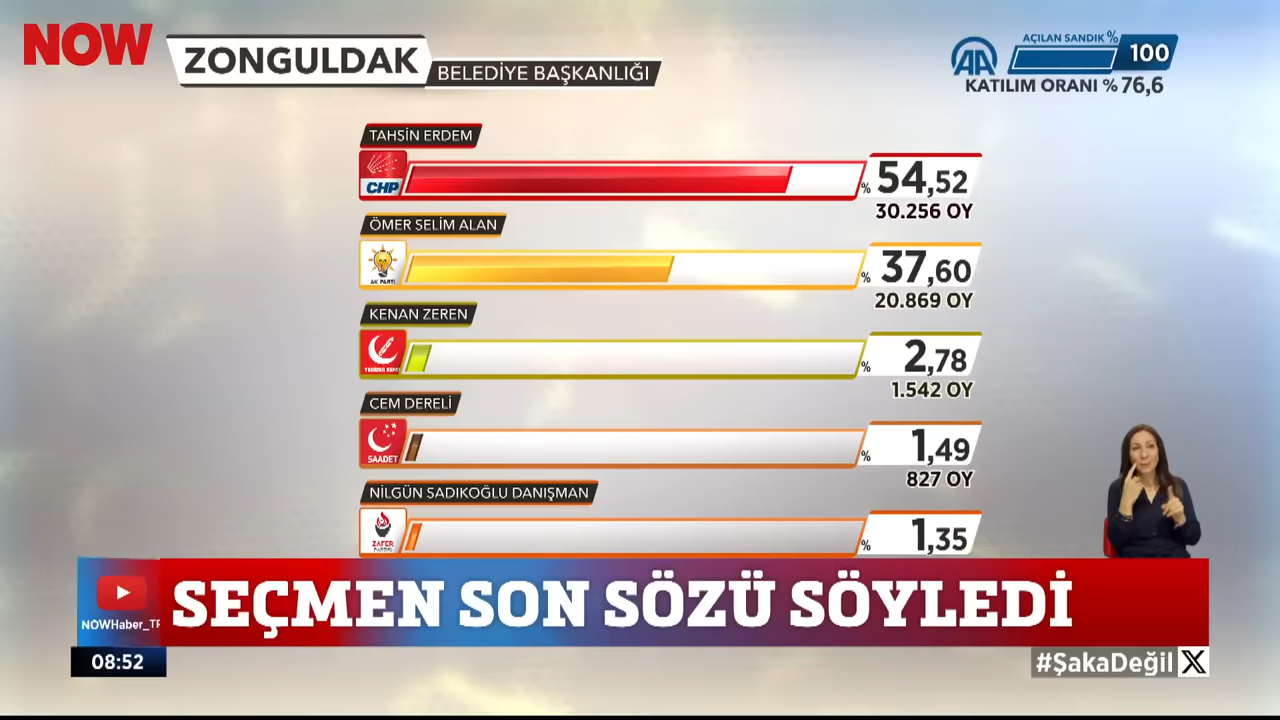 NOW
ZONGULDAK
BELEDİYE BAŞKANLIĞI
AA
AÇILAN SANDIK %
100
KATILIM ORANI % 76,6
TAHSİN ERDEM
CHP
% 54,52
30.256 OY
ÖMER SELİM ALAN
AK PARTİ
% 37,60
20.869 OY
KENAN ZEREN
% 2,78
1.542 OY
CEM DERELİ
SAADET
% 1,49
827 OY
NİLGÜN SADIKOĞLU DANIŞMAN
ZAFER
PARTİSİ
% 1,35
SEÇMEN SON SÖZÜ SÖYLEDİ
NOWHaber_TR
08:52
#ŞakaDeğil X